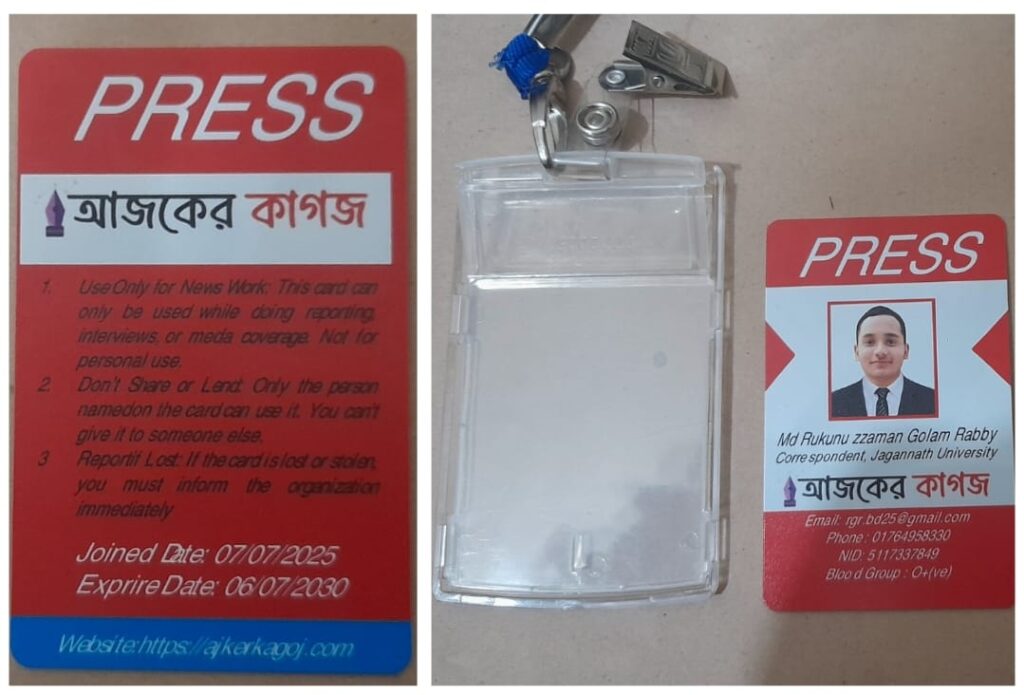 PRESS
আজকের কাগজ
1. Use Only for News Work: This card can
only be used while doing reporting,
interviews, or meda coverage. Not for
personal use.
2. Don't Share or Lend: Only the person
namedon the card can use it. You can't
give it to someone else.
3 Reportif Lost: If the card is lost or stolen,
you must inform the organization
immediately
Joined Date: 07/07/2025
Exprire Date: 06/07/2030
Website:https://ajkerkagoj.com
PRESS
Md Rukunu zzaman Golam Rabby
Correspondent, Jagannath University
আজকের কাগজ
Email: rgr.bd25@gmail.com
Phone: 01764958330
NID: 5117337849
Blood Group : O+(ve)